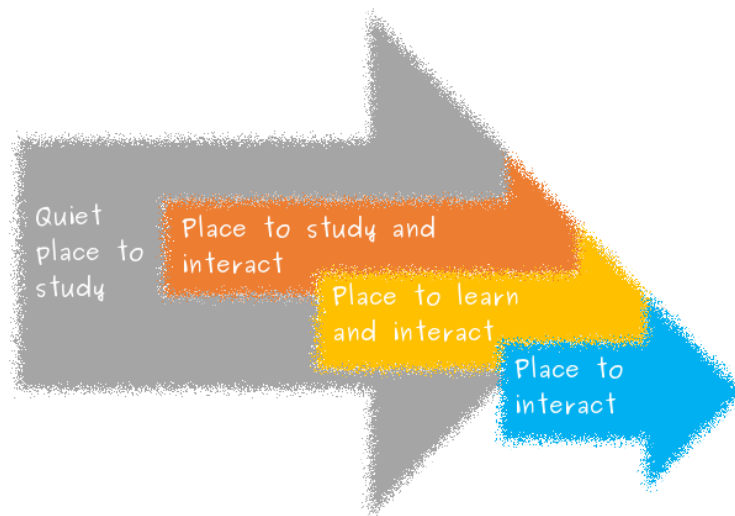 Quiet
place to
study
Place to study and
interact
Place to learn
and interact
Place to
interact